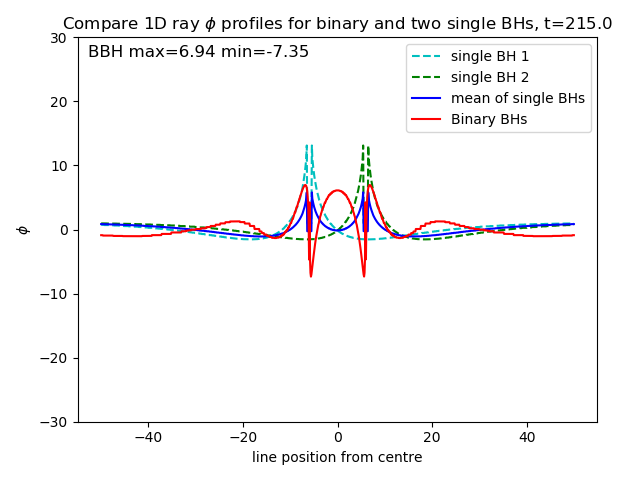 Compare 1D ray ϕ profiles for binary and two single BHs, t=215.0
BBH max=6.94 min=-7.35
single BH 1
single BH 2
mean of single BHs
Binary BHs
30
20
10
0
−10
−20
−30
ϕ
−40
−20
0
20
40
line position from centre